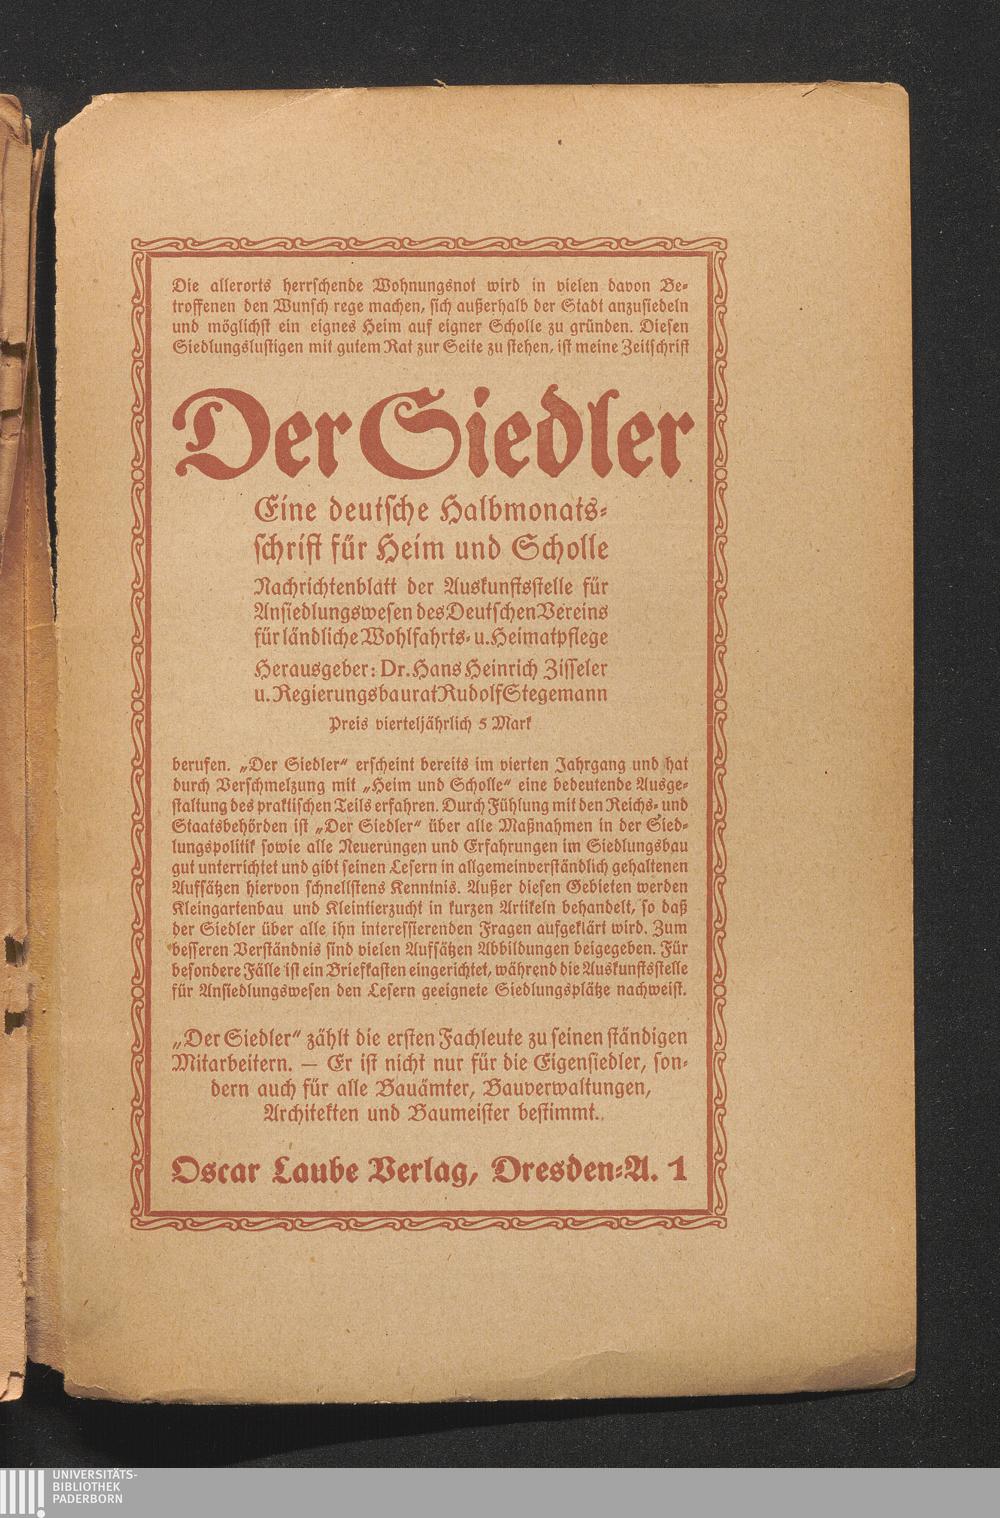 Die allerorts herrschende Wohnungsnot wird in vielen davon Be-
troffenen den Wunsch rege machen, sich außerhalb der Stadt anzusiedeln
und möglichst ein eignes Heim auf eigner Scholle zu gründen. Diesen
Siedlungslustigen mit gutem Rat zur Seite zu stehen, ist meine Zeitschrift
Der Siedler
Eine deutsche Halbmonats-
schrift für Heim und Scholle
Nachrichtenblatt der Auskunftsstelle für
Ansiedlungswesen des Deutschen Vereins
für ländliche Wohlfahrts- u. Heimatpflege
Herausgeber: Dr. Hans Heinrich Zisseler
u. Regierungsbaurat Rudolf Stegemann
Preis vierteljährlich 5 Mark
berufen. „Der Siedler“ erscheint bereits im vierten Jahrgang und hat
durch Verschmelzung mit „Heim und Scholle“ eine bedeutende Ausge-
staltung des praktischen Teils erfahren. Durch Fühlung mit den Reichs- und
Staatsbehörden ist „Der Siedler“ über alle Maßnahmen in der Sied-
lungspolitik sowie alle Neuerungen und Erfahrungen im Siedlungsbau
gut unterrichtet und gibt seinen Lesern in allgemeinverständlich gehaltenen
Aufsätzen hiervon schnellstens Kenntnis. Außer diesen Gebieten werden
Kleingartenbau und Kleintierzucht in kurzen Artikeln behandelt, so daß
der Siedler über alle ihn interessierenden Fragen aufgeklärt wird. Zum
besseren Verständnis sind vielen Aufsätzen Abbildungen beigegeben. Für
besondere Fälle ist ein Briefkasten eingerichtet, während die Auskunftsstelle
für Ansiedlungswesen den Lesern geeignete Siedlungsplätze nachweist.
„Der Siedler“ zählt die ersten Fachleute zu seinen ständigen
Mitarbeitern. — Er ist nicht nur für die Eigensiedler, son-
dern auch für alle Bauämter, Bauverwaltungen,
Architekten und Baumeister bestimmt.
Oscar Laube Verlag, Dresden-A. 1
UNIVERSITÄTS-
BIBLIOTHEK
PADERBORN